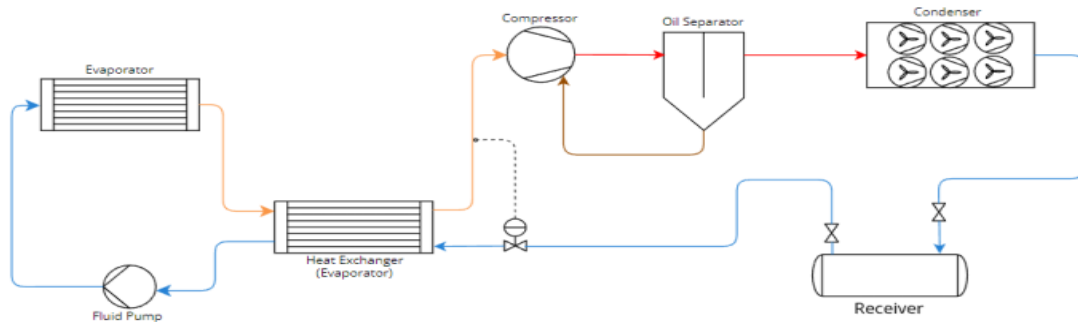 Compressor
Oil Separator
Condenser
Evaporator
Heat Exchanger
(Evaporator)
Fluid Pump
Receiver